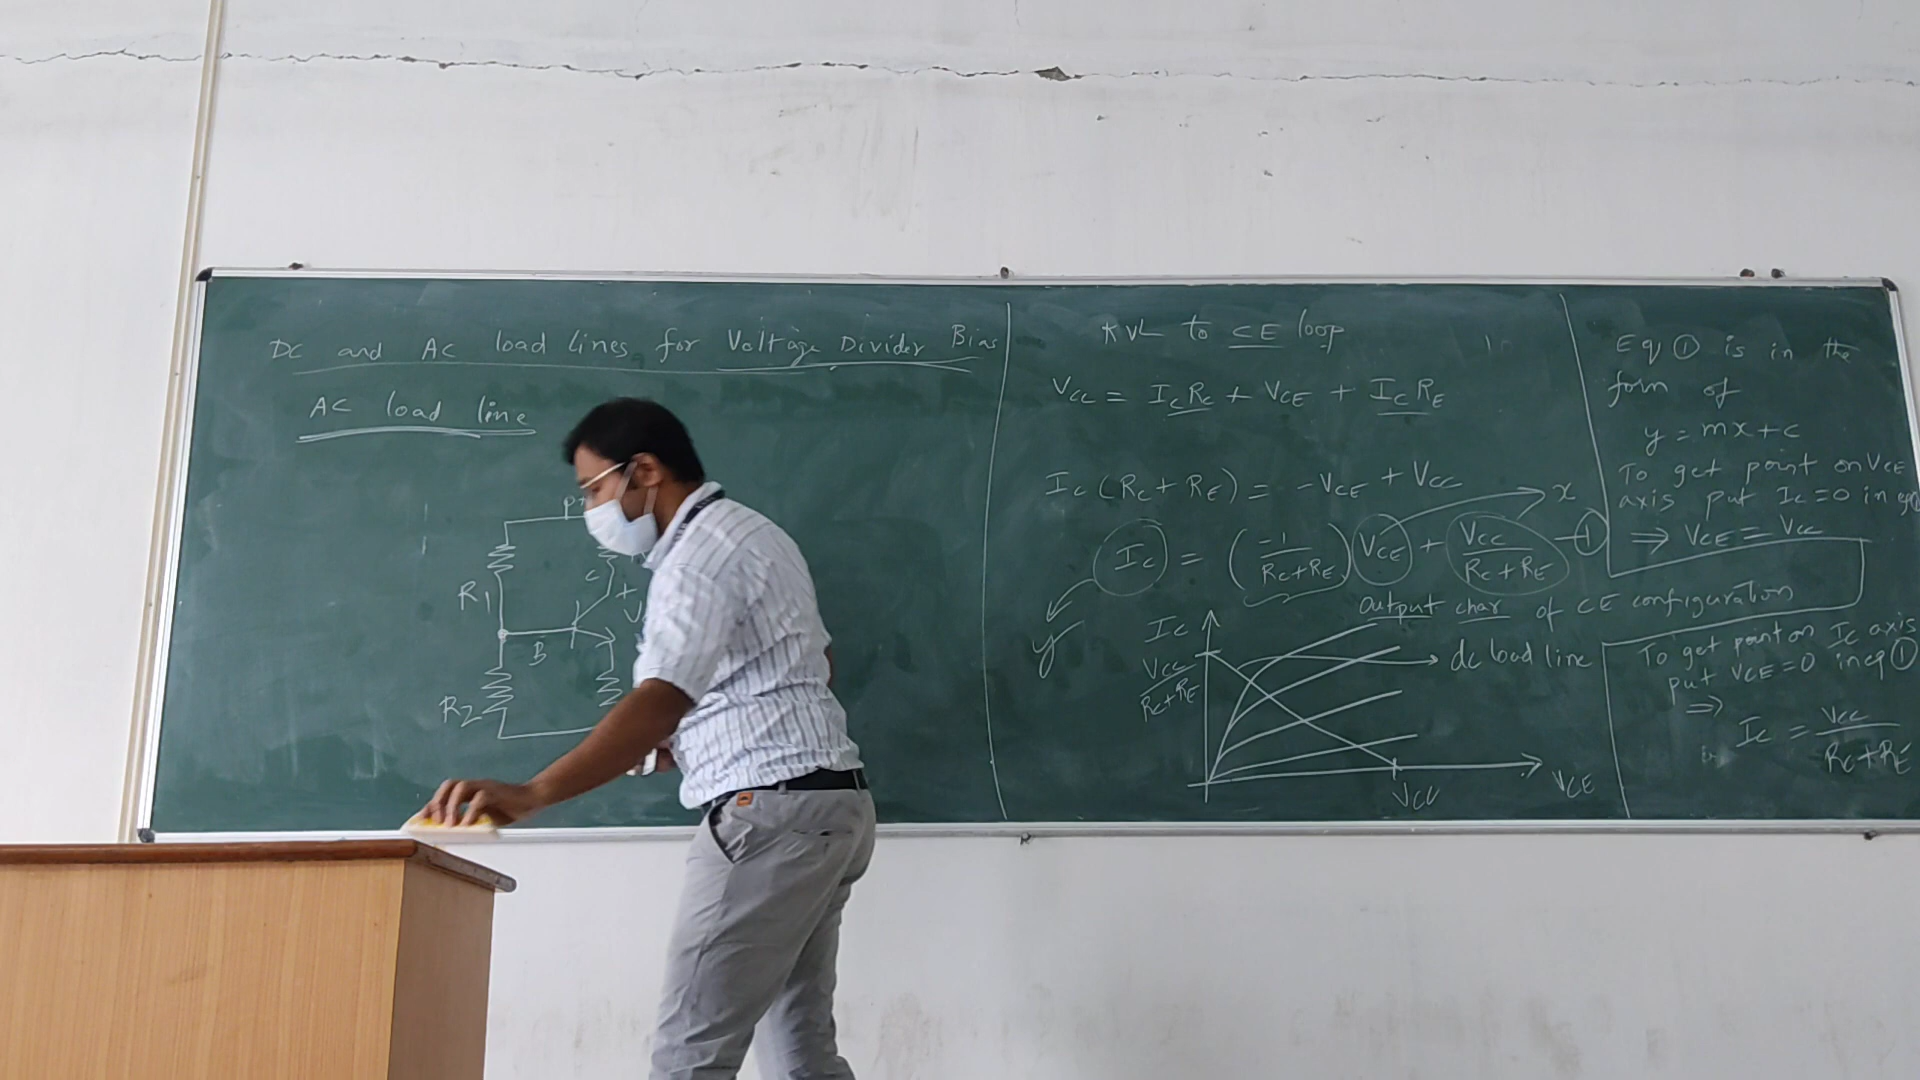 DC and AC load lines for Voltage Divider Bias
AC load line
R1
C
+
B
R2
KVL to CE loop
VCC = ICRC + VCE + ICRE
IC (RC + RE) = -VCE + VCC
x
IC = (-1/(RC+RE)) VCE + VCC/(RC+RE) - ①
y
output char of CE configuration
IC
VCC/(RC+RE)
dc load line
VCC
VCE
Eq ① is in the
form of
y = mx + c
To get point on VCE
axis put IC = 0 in eq①
⇒ VCE = VCC
To get point on IC axis
put VCE = 0 in eq ①
⇒
IC = VCC/(RC+RE)